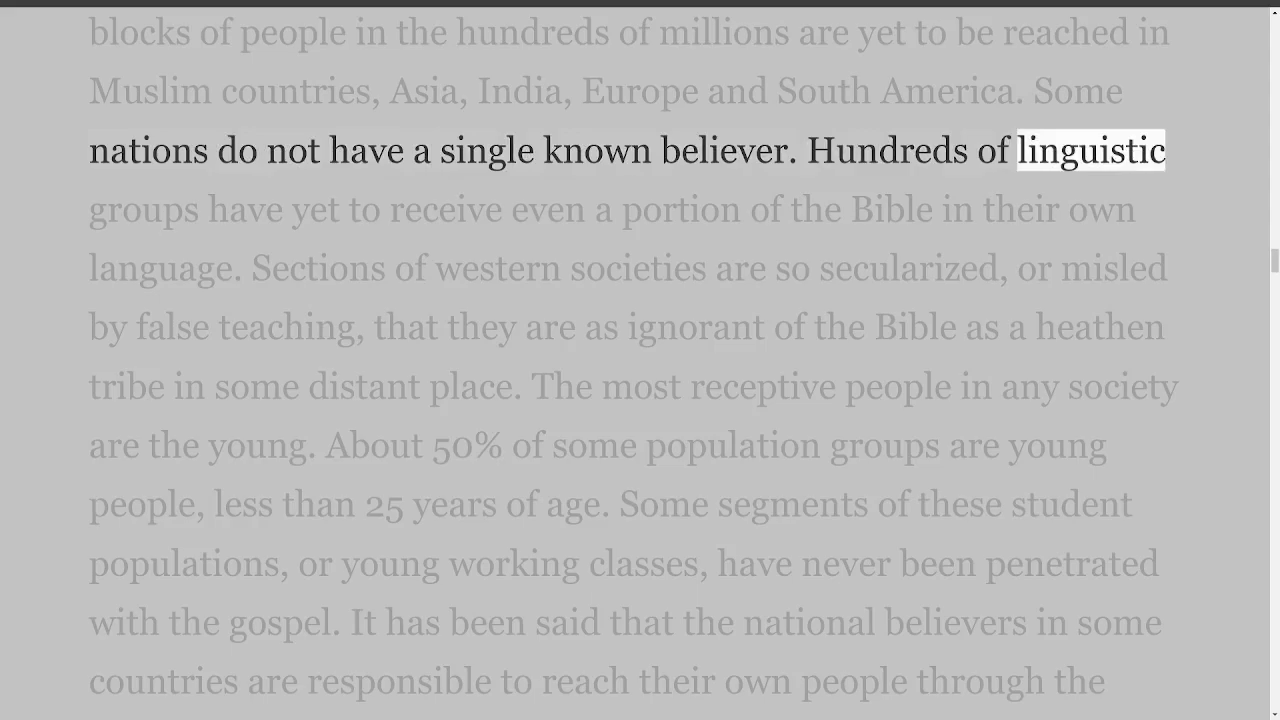 blocks of people in the hundreds of millions are yet to be reached in
Muslim countries, Asia, India, Europe and South America. Some
nations do not have a single known believer. Hundreds of linguistic
groups have yet to receive even a portion of the Bible in their own
language. Sections of western societies are so secularized, or misled
by false teaching, that they are as ignorant of the Bible as a heathen
tribe in some distant place. The most receptive people in any society
are the young. About 50% of some population groups are young
people, less than 25 years of age. Some segments of these student
populations, or young working classes, have never been penetrated
with the gospel. It has been said that the national believers in some
countries are responsible to reach their own people through the